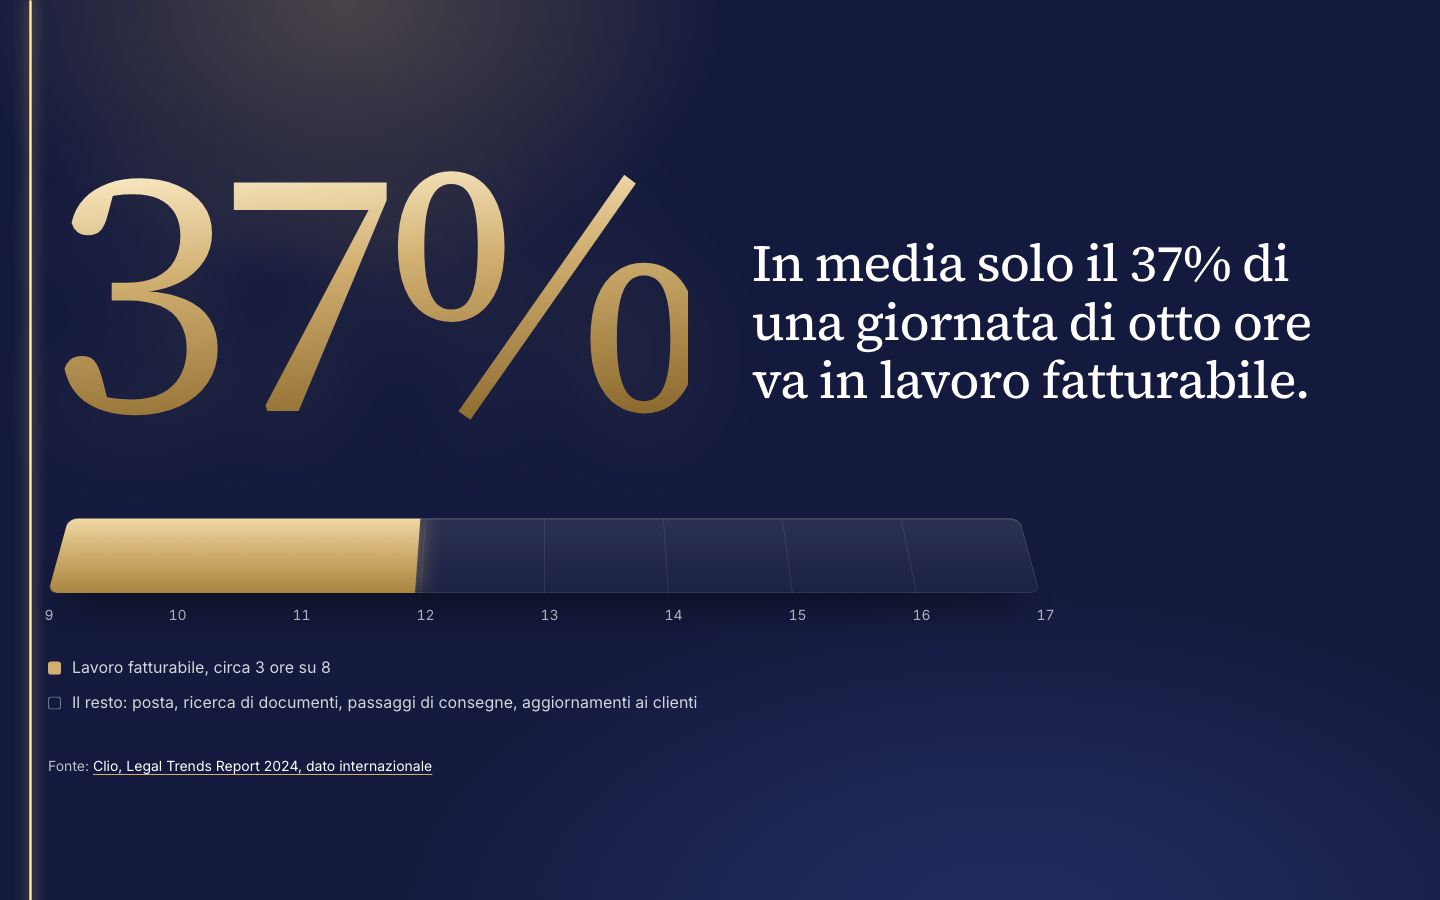 37%
In media solo il 37% di
una giornata di otto ore
va in lavoro fatturabile.
9 10 11 12 13 14 15 16 17
Lavoro fatturabile, circa 3 ore su 8
Il resto: posta, ricerca di documenti, passaggi di consegne, aggiornamenti ai clienti
Fonte: Clio, Legal Trends Report 2024, dato internazionale